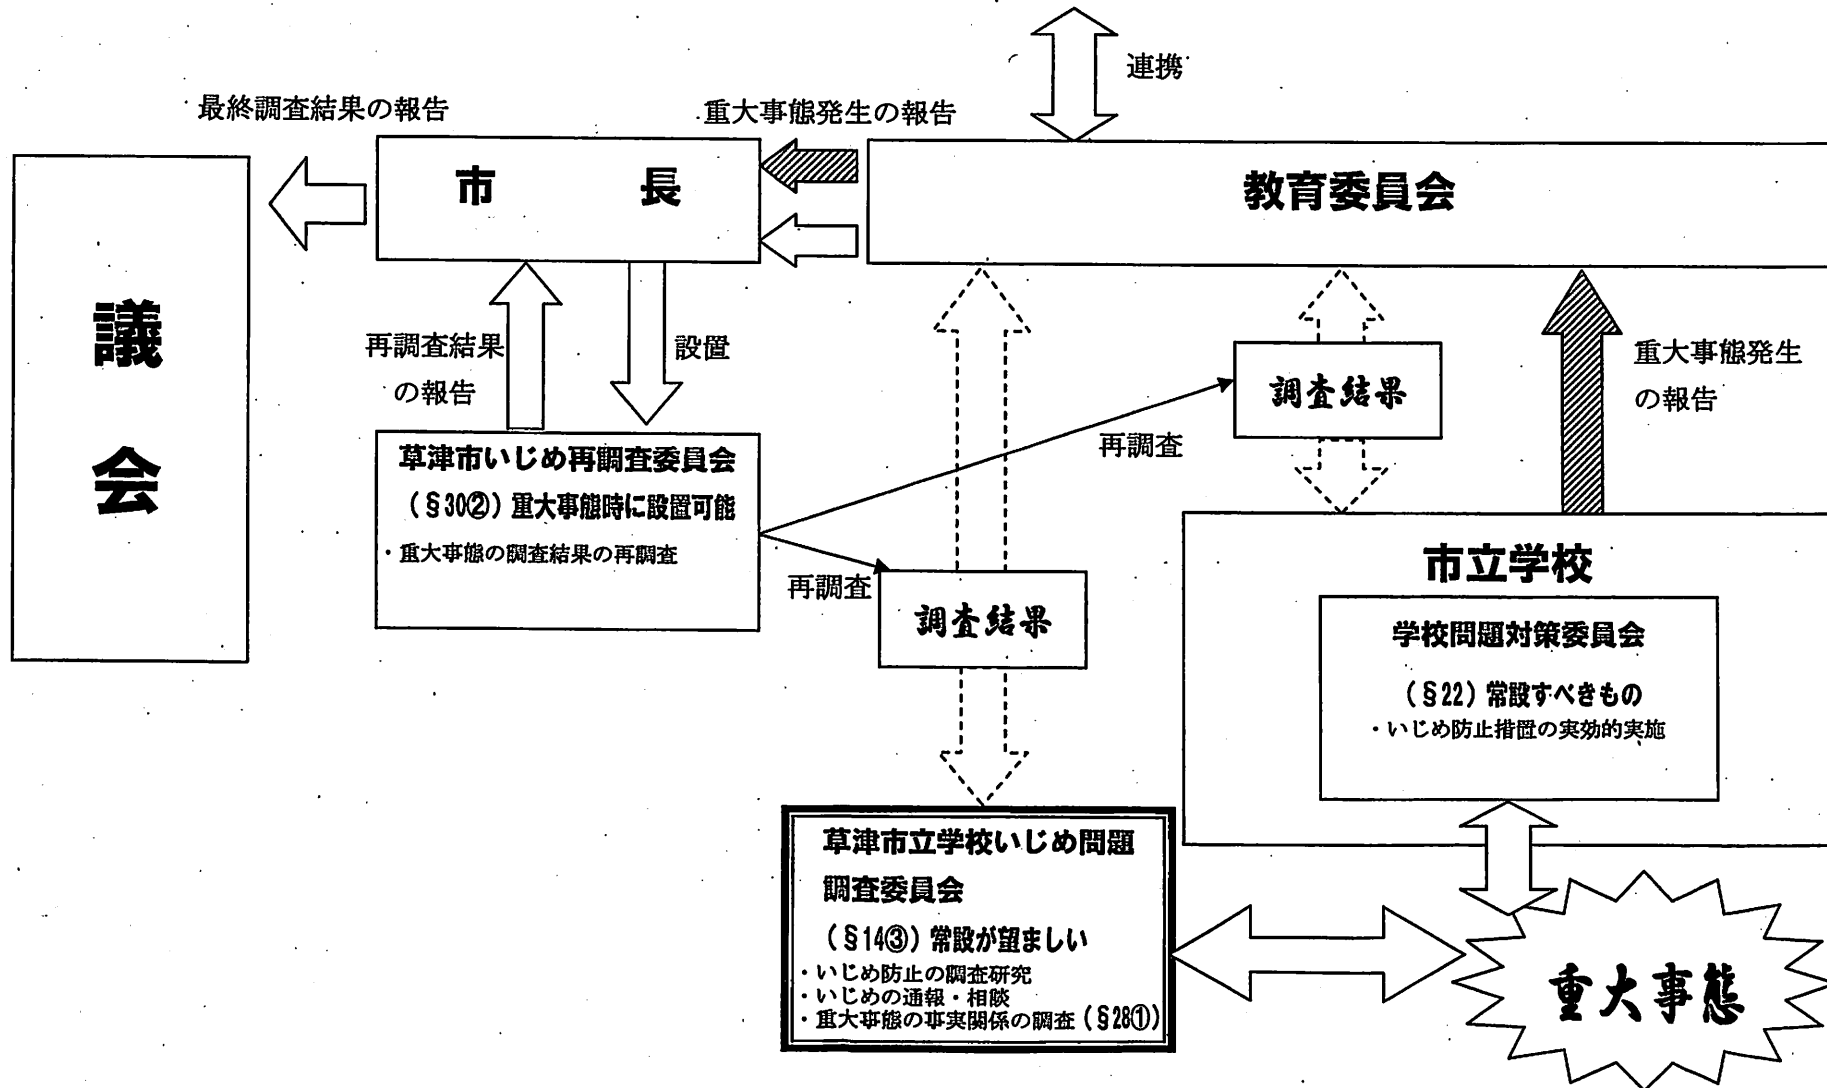 連携
最終調査結果の報告
重大事態発生の報告
市　長
教育委員会
議
会
再調査結果
の報告
設置
調査結果
重大事態発生
の報告
再調査
草津市いじめ再調査委員会
(§30②) 重大事態時に設置可能
・重大事態の調査結果の再調査
再調査
調査結果
市立学校
学校問題対策委員会
(§22) 常設すべきもの
・いじめ防止措置の実効的実施
草津市立学校いじめ問題
調査委員会
(§14③) 常設が望ましい
・いじめ防止の調査研究
・いじめの通報・相談
・重大事態の事実関係の調査 (§28①)
重大事態